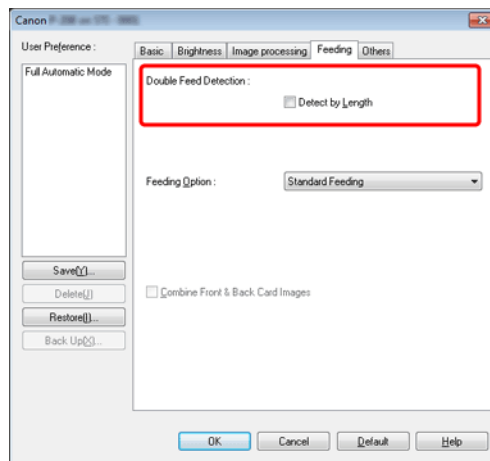 Canon
User Preference :
Full Automatic Mode
Save(Y)...
Delete(J)
Restore(I)...
Back Up(X)...
Basic
Brightness
Image processing
Feeding
Others
Double Feed Detection :
Detect by Length
Feeding Option :
Standard Feeding
Combine Front & Back Card Images
OK
Cancel
Default
Help